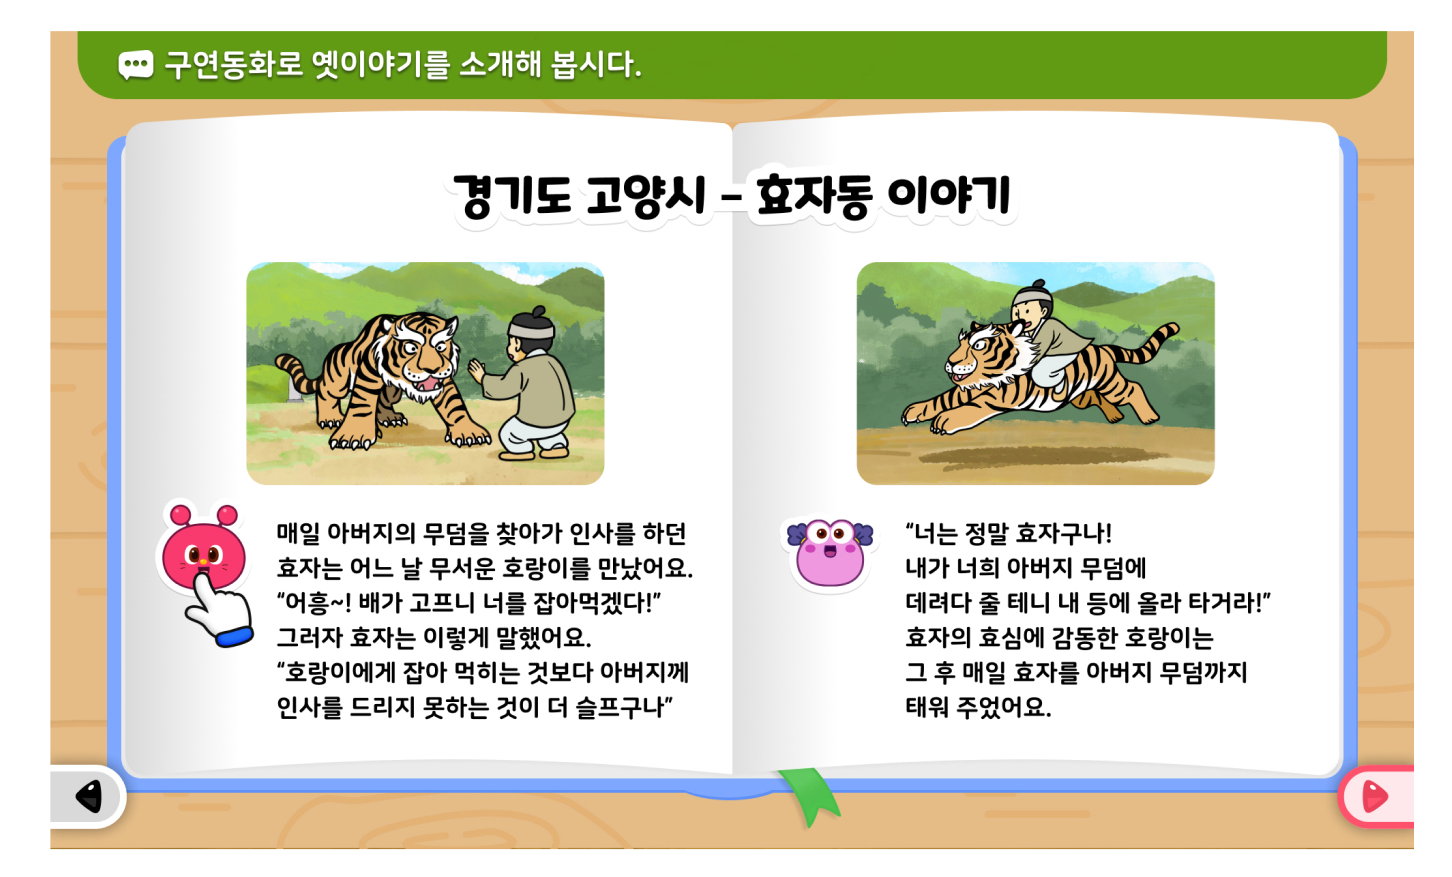 구연동화로 옛이야기를 소개해 봅시다.
경기도 고양시 – 효자동 이야기
매일 아버지의 무덤을 찾아가 인사를 하던
효자는 어느 날 무서운 호랑이를 만났어요.
“어흥~! 배가 고프니 너를 잡아먹겠다!”
그러자 효자는 이렇게 말했어요.
“호랑이에게 잡아 먹히는 것보다 아버지께
인사를 드리지 못하는 것이 더 슬프구나”
“너는 정말 효자구나!
내가 너희 아버지 무덤에
데려다 줄 테니 내 등에 올라 타거라!”
효자의 효심에 감동한 호랑이는
그 후 매일 효자를 아버지 무덤까지
태워 주었어요.